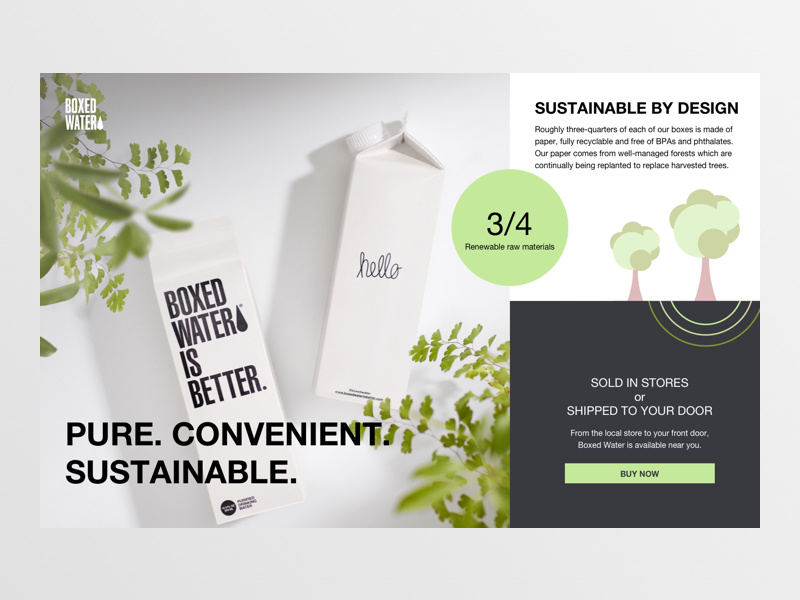 BOXED
WATER
hello
BOXED
WATER
IS
BETTER.
PURE. CONVENIENT.
SUSTAINABLE.
PURIFIED
DRINKING
WATER
3/4
Renewable raw materials
SUSTAINABLE BY DESIGN
Roughly three-quarters of each of our boxes is made of
paper, fully recyclable and free of BPAs and phthalates.
Our paper comes from well-managed forests which are
continually being replanted to replace harvested trees.
SOLD IN STORES
or
SHIPPED TO YOUR DOOR
From the local store to your front door,
Boxed Water is available near you.
BUY NOW